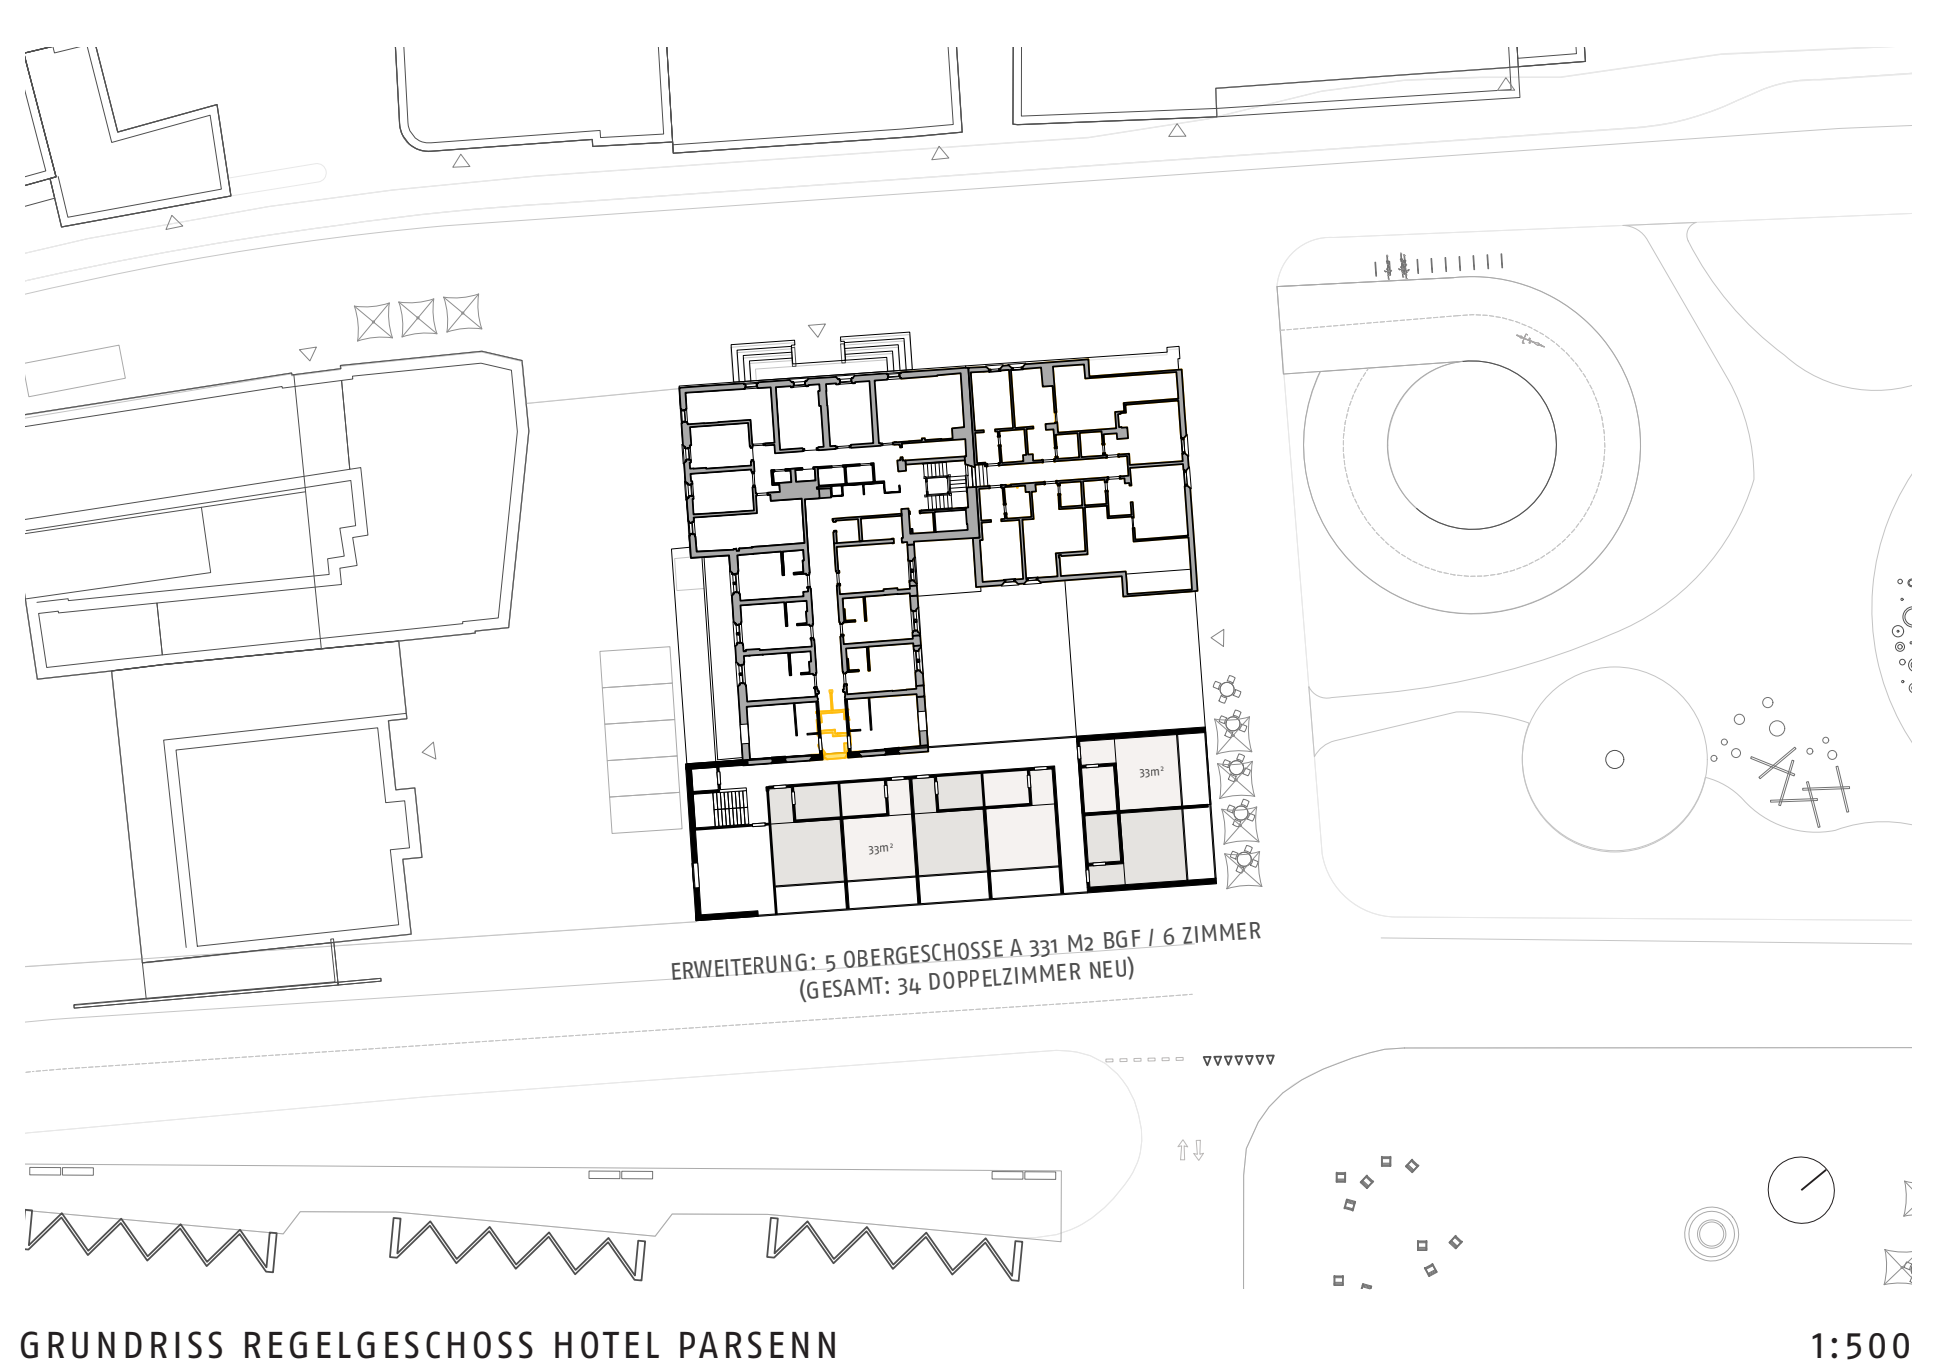 33m²
33m²
ERWEITERUNG: 5 OBERGESCHOSSE A 331 M2 BGF / 6 ZIMMER
(GESAMT: 34 DOPPELZIMMER NEU)
GRUNDRISS REGELGESCHOSS HOTEL PARSENN
1:500